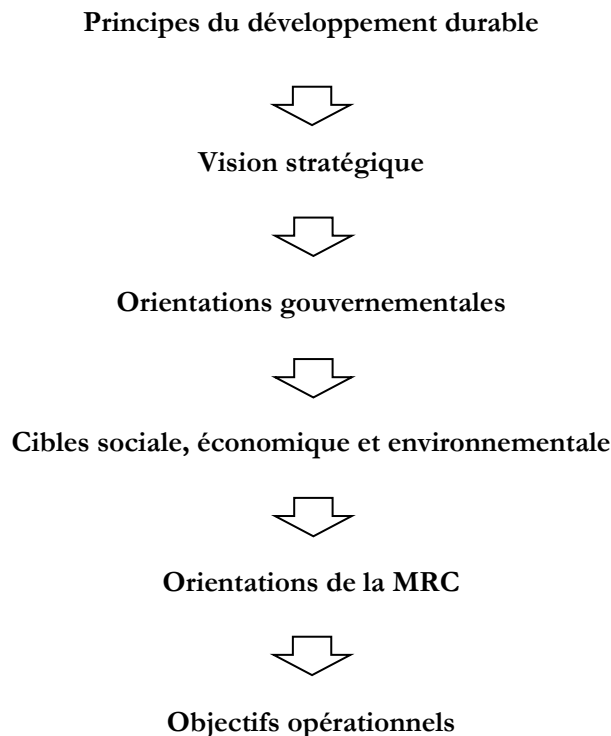 Principes du développement durable
Vision stratégique
Orientations gouvernementales
Cibles sociale, économique et environnementale
Orientations de la MRC
Objectifs opérationnels